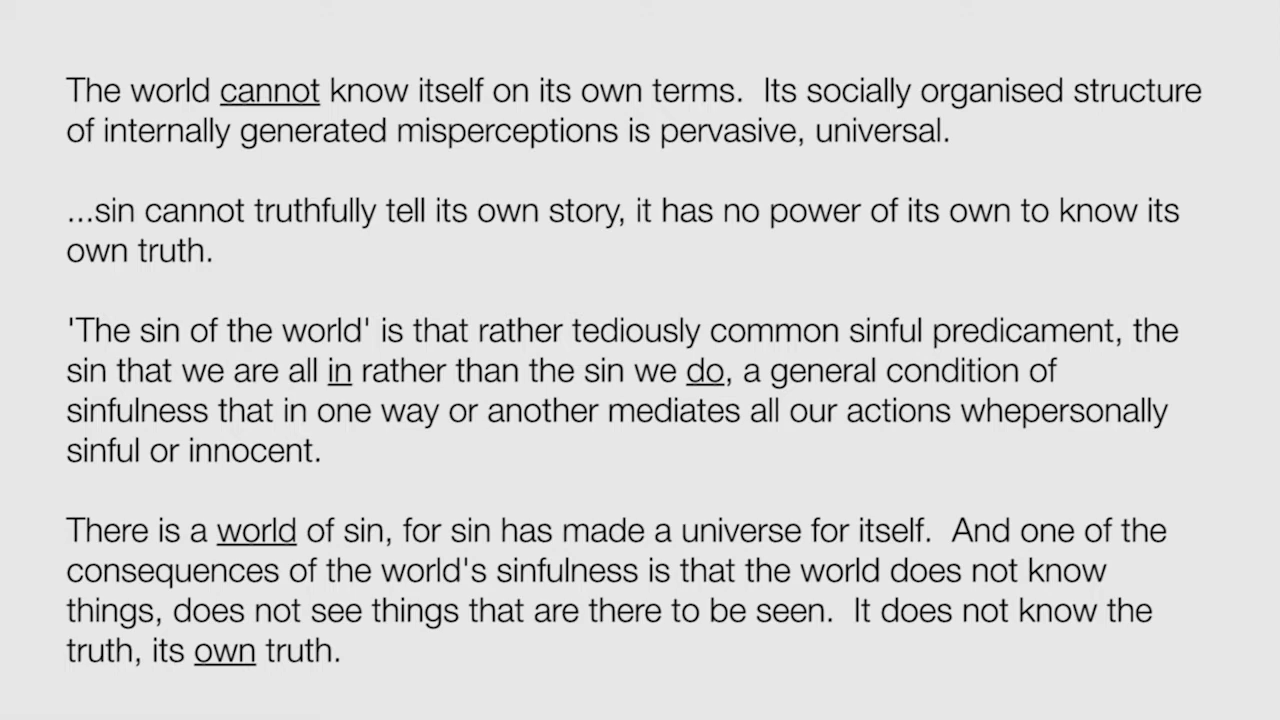 The world cannot know itself on its own terms.  Its socially organised structure
of internally generated misperceptions is pervasive, universal.
...sin cannot truthfully tell its own story, it has no power of its own to know its
own truth.
'The sin of the world' is that rather tediously common sinful predicament, the
sin that we are all in rather than the sin we do, a general condition of
sinfulness that in one way or another mediates all our actions whepersonally
sinful or innocent.
There is a world of sin, for sin has made a universe for itself.  And one of the
consequences of the world's sinfulness is that the world does not know
things, does not see things that are there to be seen.  It does not know the
truth, its own truth.